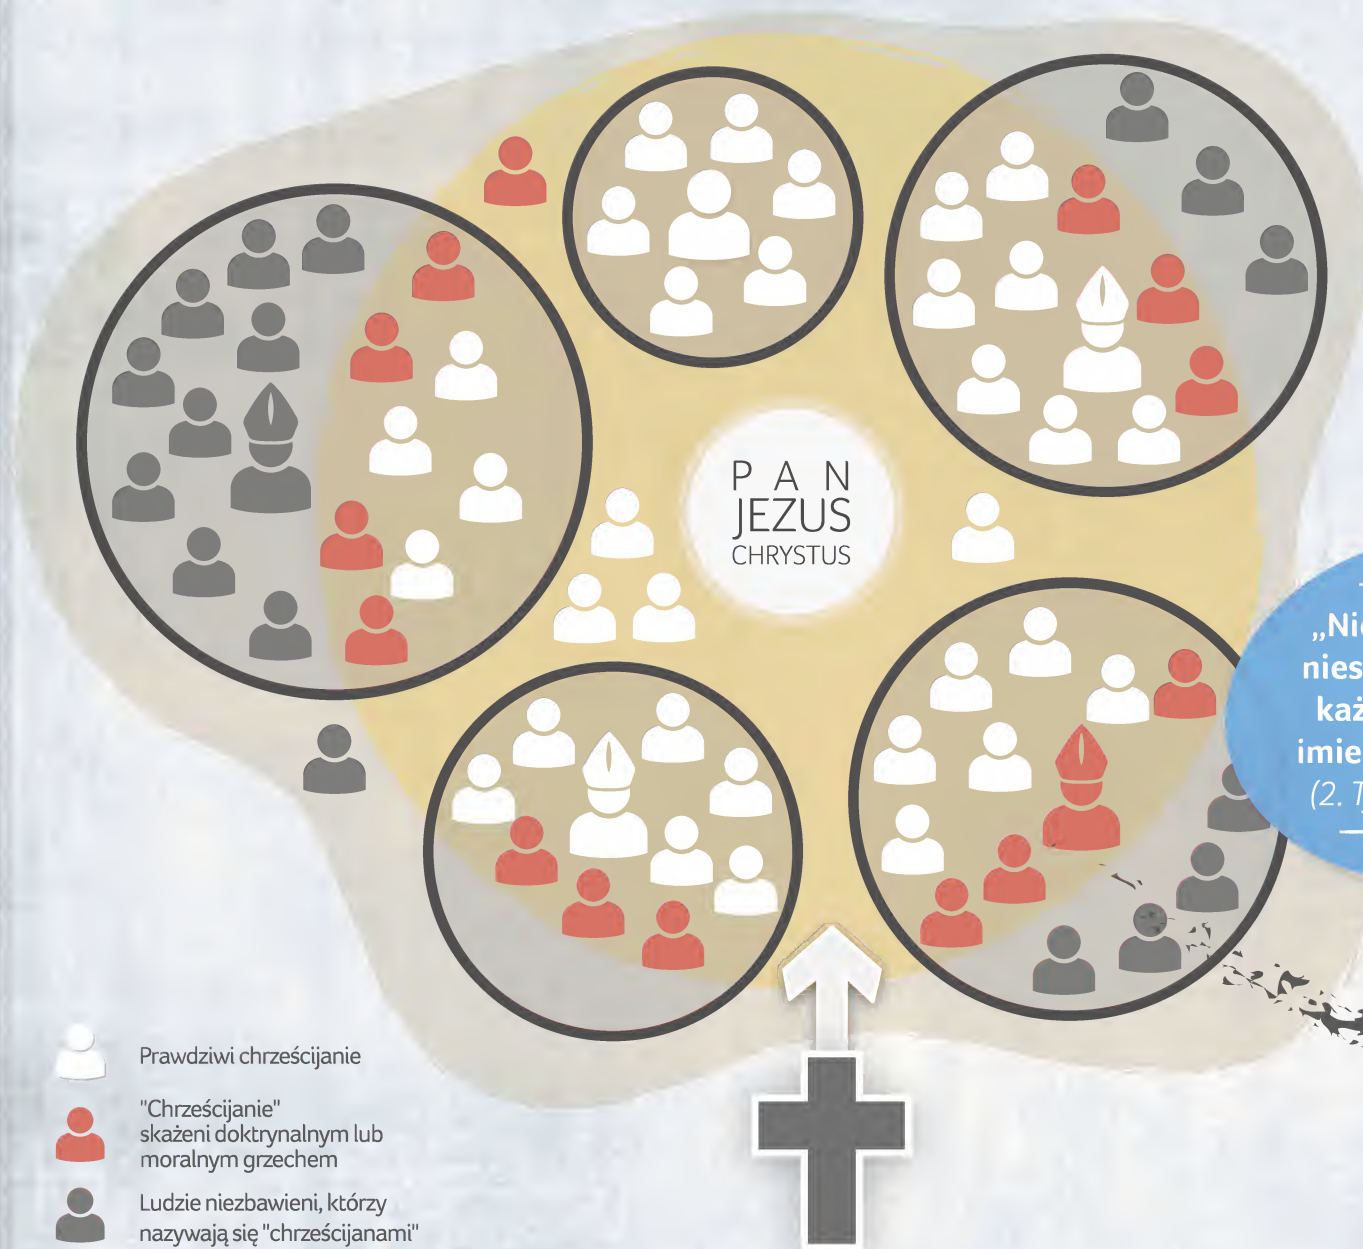 PAN
JEZUS
CHRYSTUS
„Ni
nies
każ
imie
(2. T
Prawdziwi chrześcijanie
"Chrześcijanie"
skażeni doktrynalnym lub
moralnym grzechem
Ludzie niezbawieni, którzy
nazywają się "chrześcijanami"